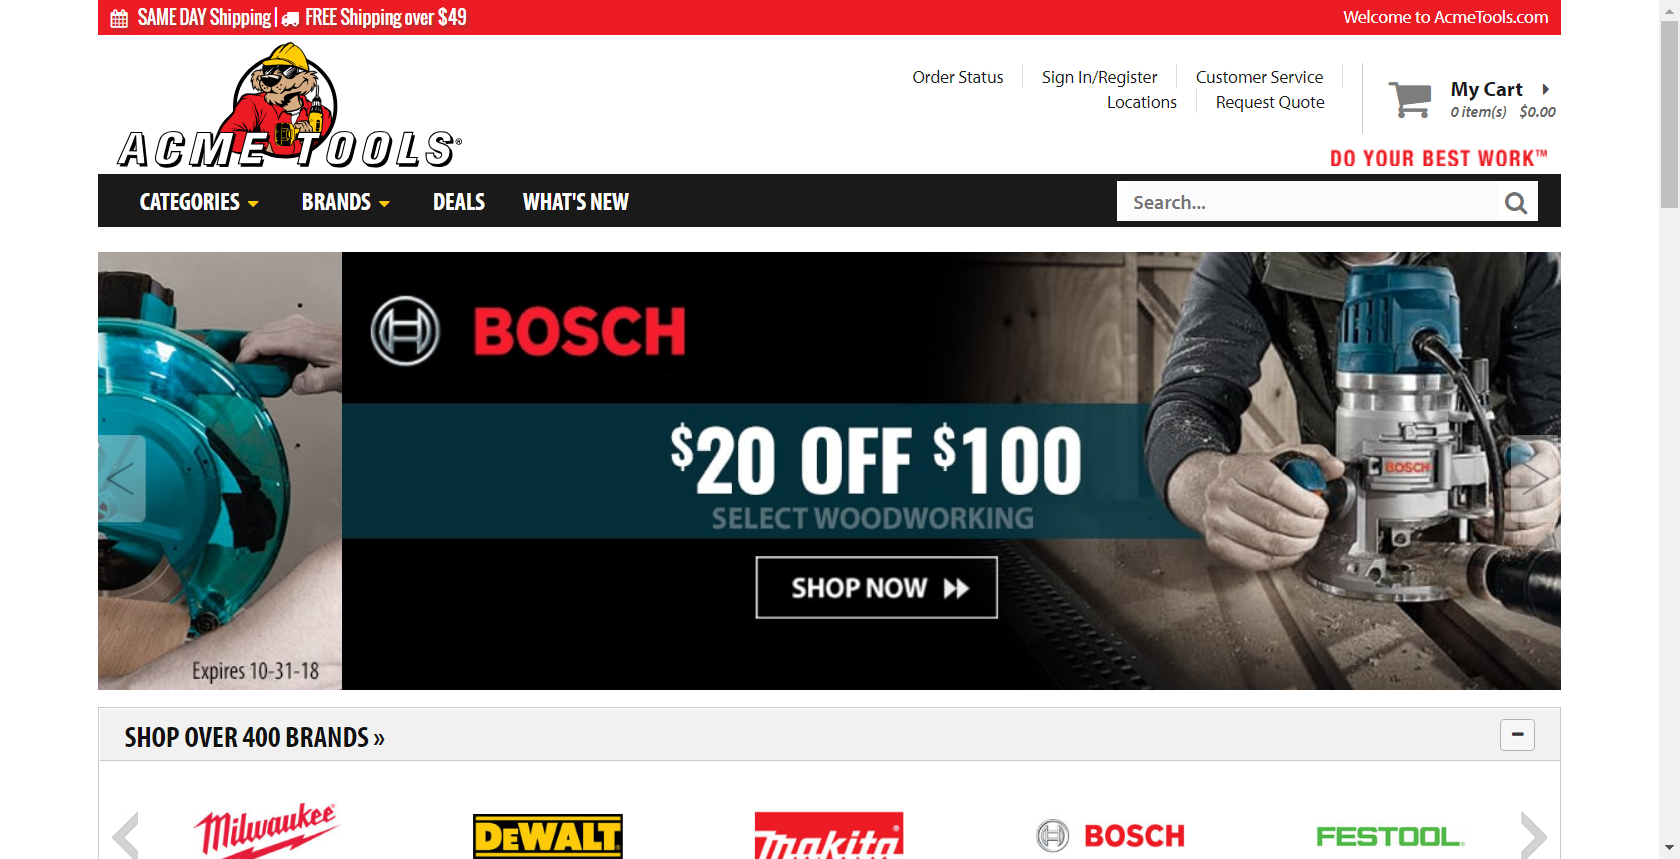 SAME DAY Shipping | FREE Shipping over $49
Welcome to AcmeTools.com
ACME TOOLS®
Order Status
Sign In/Register
Customer Service
Locations
Request Quote
My Cart
0 item(s) $0.00
DO YOUR BEST WORK™
CATEGORIES
BRANDS
DEALS
WHAT'S NEW
Search...
BOSCH
$20 OFF $100
SELECT WOODWORKING
SHOP NOW
BOSCH
Expires 10-31-18
SHOP OVER 400 BRANDS »
Milwaukee®
DEWALT
makita®
BOSCH
FESTOOL